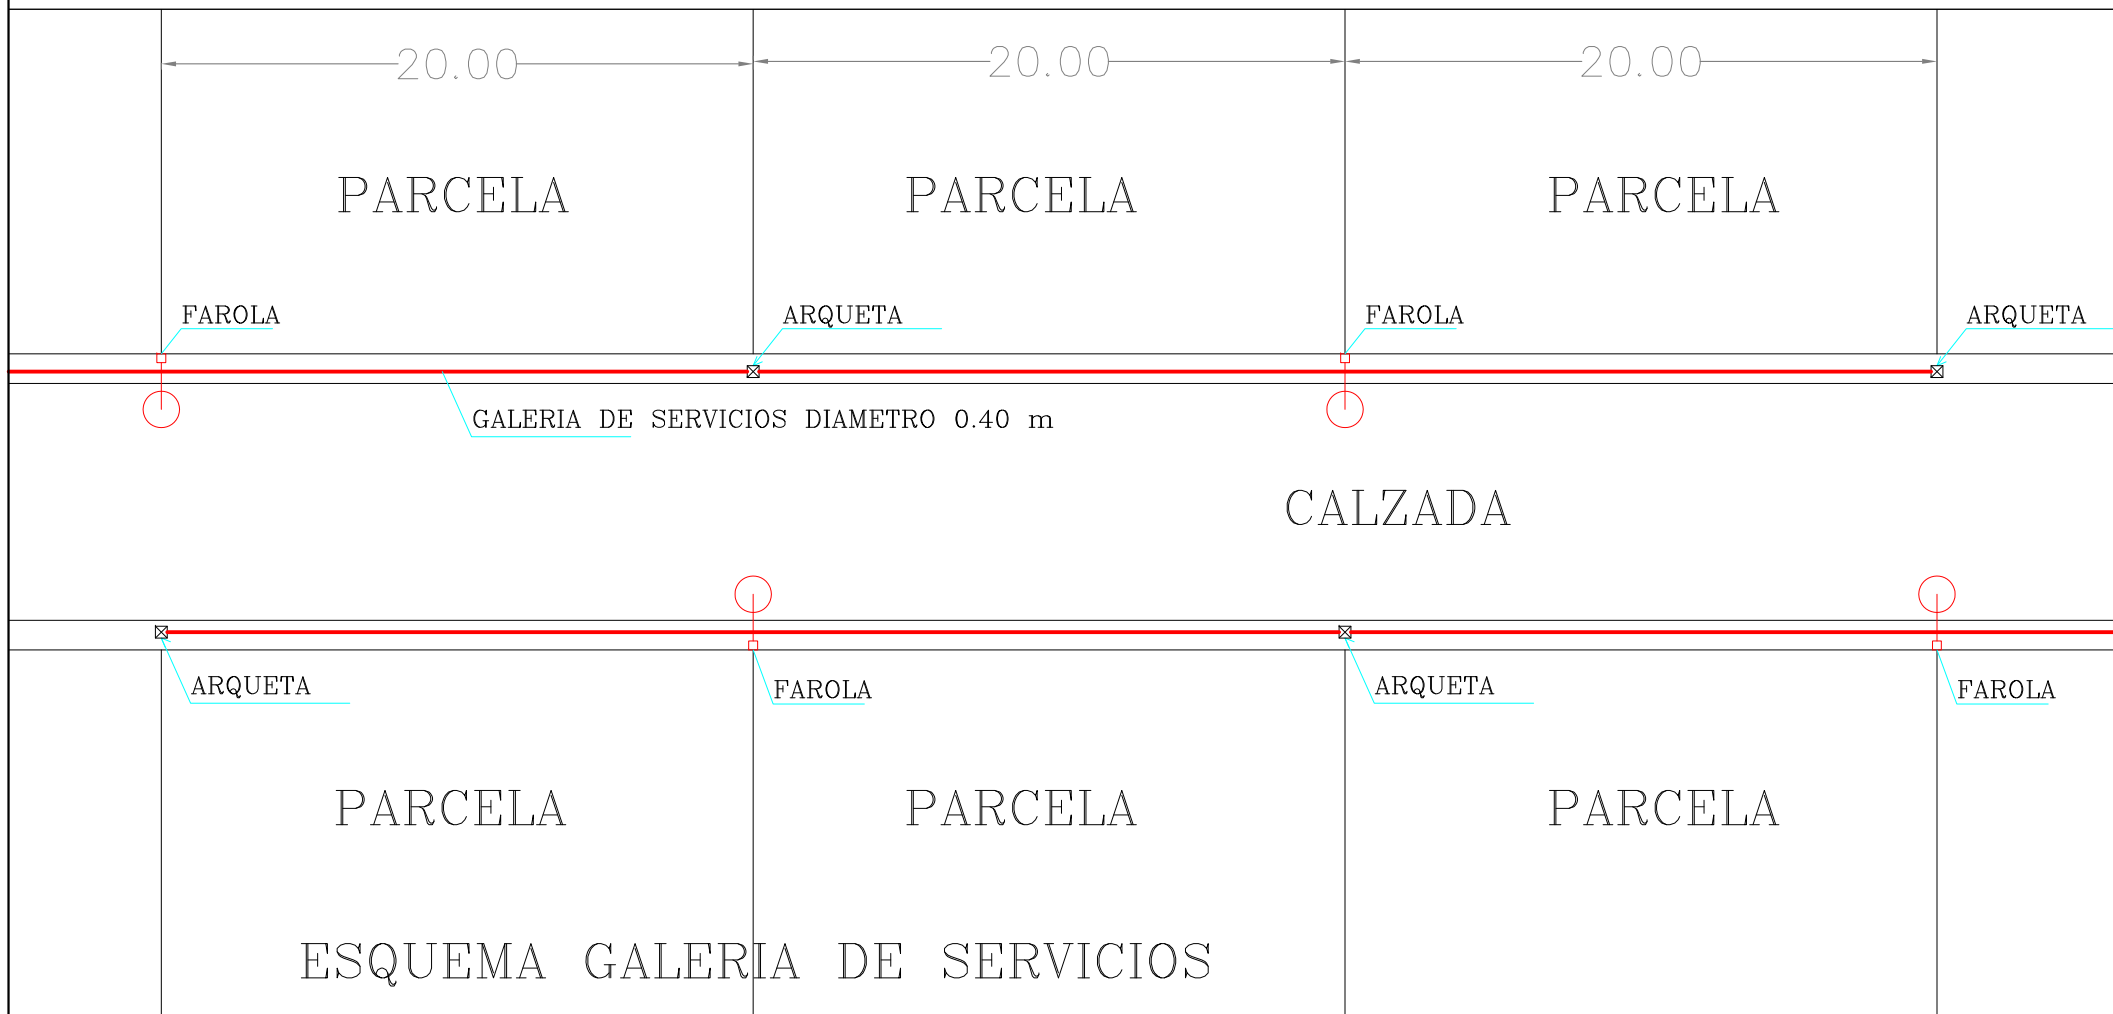 20.00 20.00 20.00
PARCELA PARCELA PARCELA
FAROLA ARQUETA FAROLA ARQUETA
GALERIA DE SERVICIOS DIAMETRO 0.40 m
CALZADA
ARQUETA FAROLA ARQUETA FAROLA
PARCELA PARCELA PARCELA
ESQUEMA GALERIA DE SERVICIOS